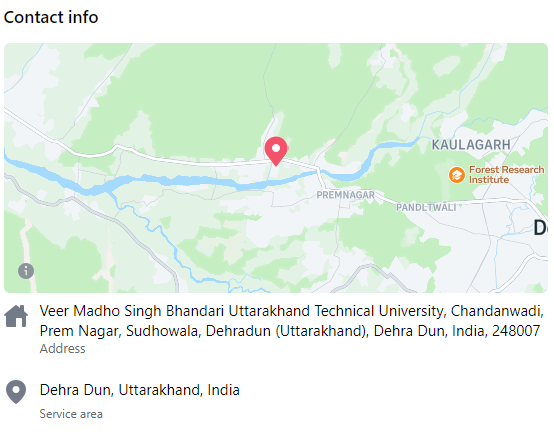 Contact info
KAULAGARH
Forest Research
Institute
PREMNAGAR
PANDLTWALI
De
Veer Madho Singh Bhandari Uttarakhand Technical University, Chandanwadi,
Prem Nagar, Sudhowala, Dehradun (Uttarakhand), Dehra Dun, India, 248007
Address
Dehra Dun, Uttarakhand, India
Service area